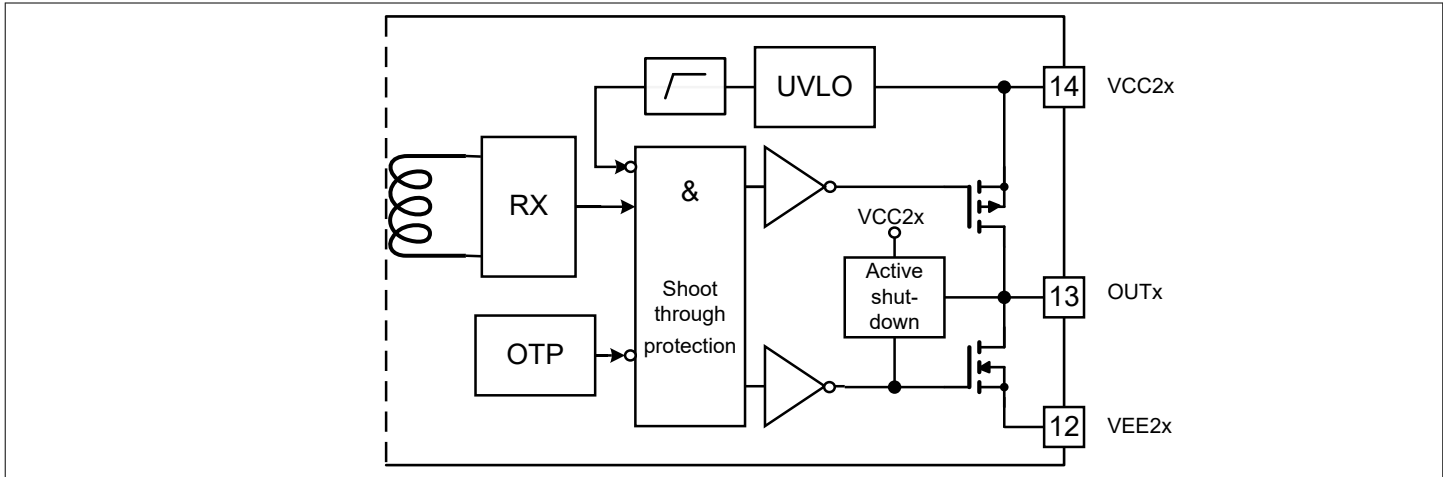 UVLO
14
VCC2x
RX
&
VCC2x
Shoot
through
protection
Active
shut-
down
13
OUTx
OTP
12
VEE2x